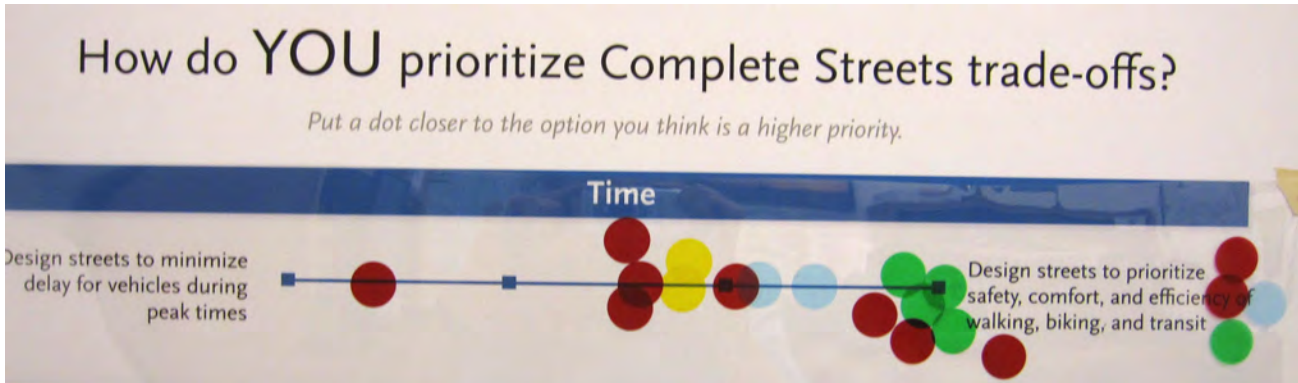 How do YOU prioritize Complete Streets trade-offs?
Put a dot closer to the option you think is a higher priority.
Time
Design streets to minimize
delay for vehicles during
peak times
Design streets to prioritize
safety, comfort, and efficiency of
walking, biking, and transit